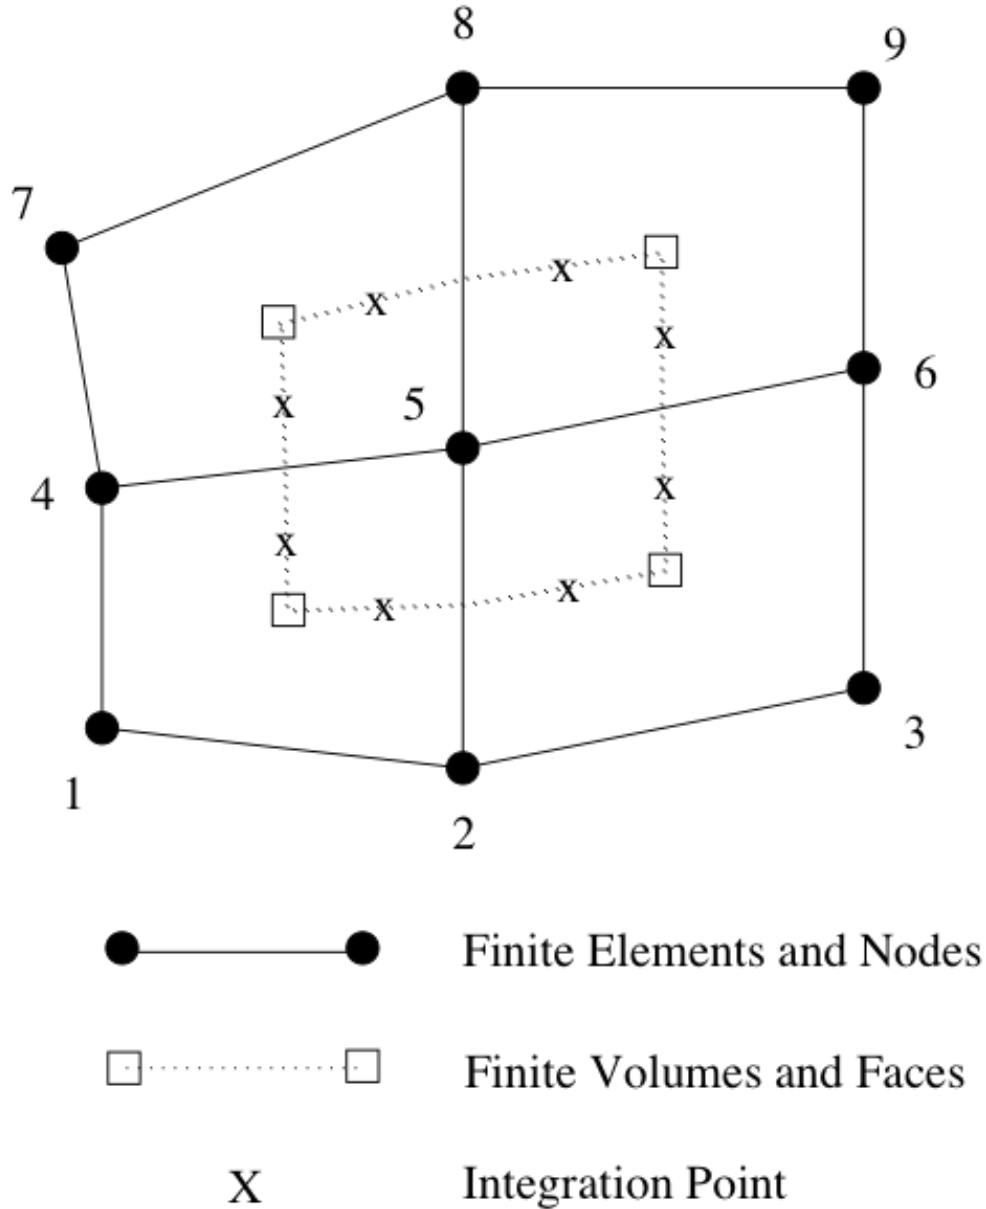 8
9
7
x
x
x
6
x
5
4
x
x
x
x
3
1
2
Finite Elements and Nodes
Finite Volumes and Faces
X Integration Point